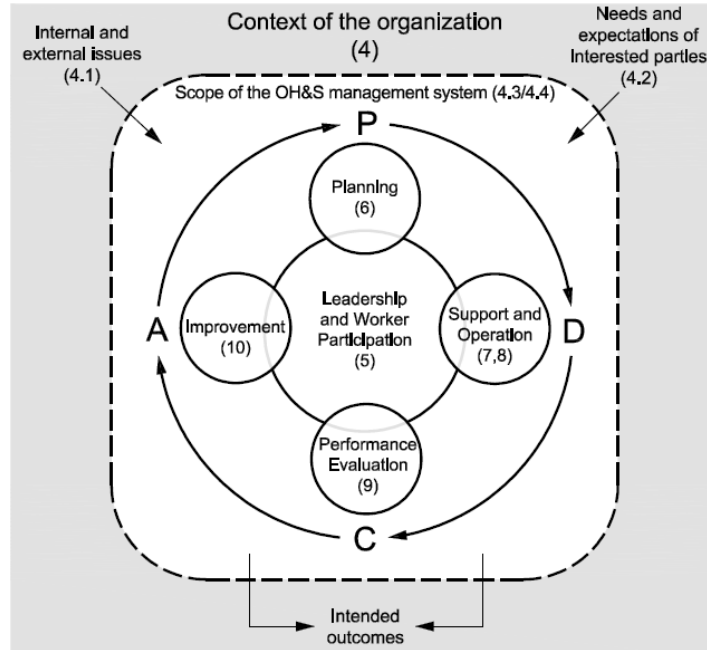 Context of the organization
(4)
Internal and
external issues
(4.1)
Needs and
expectations of
Interested parties
(4.2)
Scope of the OH&S management system (4.3/4.4)
P
Planning
(6)
A
Improvement
(10)
Leadership
and Worker
Participation
(5)
Support and
Operation
(7,8)
D
Performance
Evaluation
(9)
C
Intended
outcomes